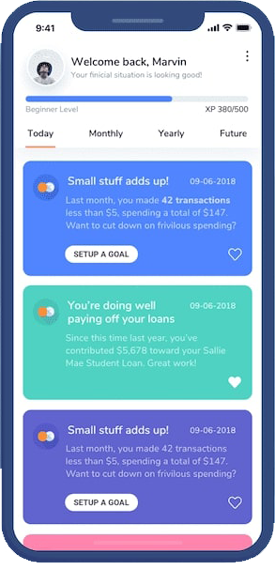 9:41
Welcome back, Marvin
Your finicial situation is looking good!
Beginner Level XP 380/500
Today Monthly Yearly Future
Small stuff adds up! 09-06-2018
Last month, you made 42 transactions
less than $5, spending a total of $147.
Want to cut down on frivilous spending?
SETUP A GOAL
You're doing well 09-06-2018
paying off your loans
Since this time last year, you've
contributed $5,678 toward your Sallie
Mae Student Loan. Great work!
Small stuff adds up! 09-06-2018
Last month, you made 42 transactions
less than $5, spending a total of $147.
Want to cut down on frivilous spending?
SETUP A GOAL